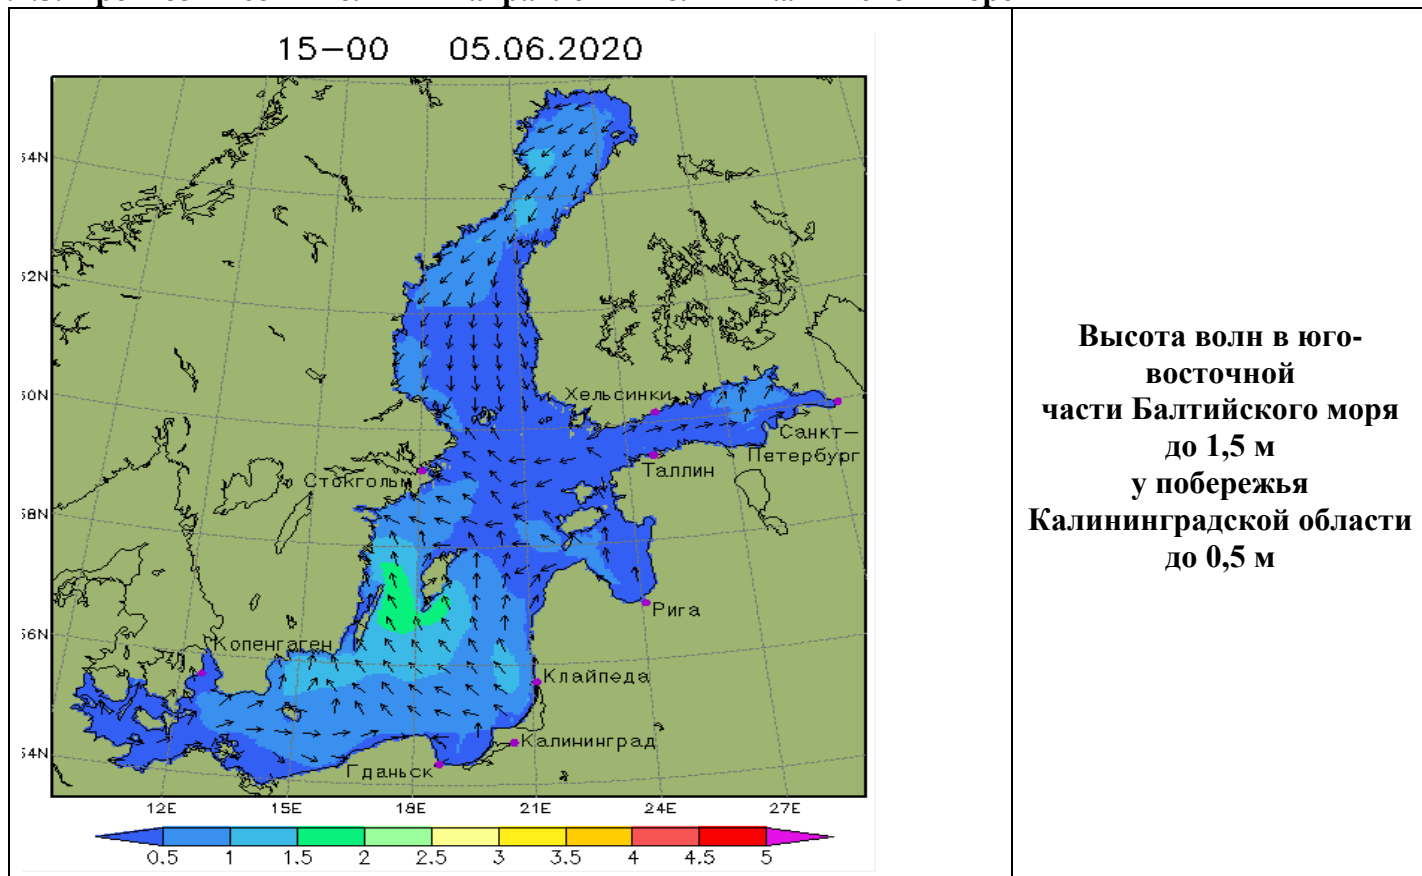 15-00 05.06.2020
54N
62N
60N
Хельсинки
Санкт-
Петербург
Таллин
Стокгольм
58N
Рига
56N
Копенгаген
Клайпеда
Калининград
54N
Гданьск
12E 15E 18E 21E 24E 27E
0.5 1 1.5 2 2.5 3 3.5 4 4.5 5
Высота волн в юго-
восточной
части Балтийского моря
до 1,5 м
у побережья
Калининградской области
до 0,5 м